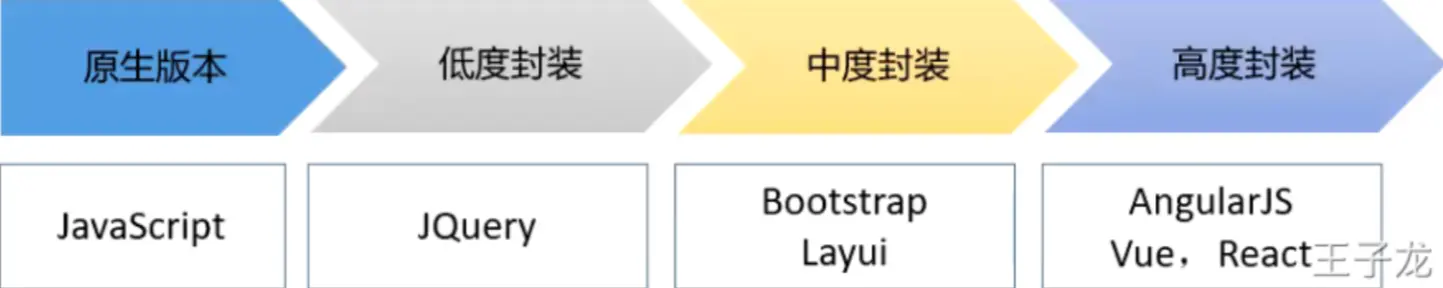 原生版本
低度封装
中度封装
高度封装
JavaScript
JQuery
Bootstrap
Layui
AngularJS
Vue，React
王子龙